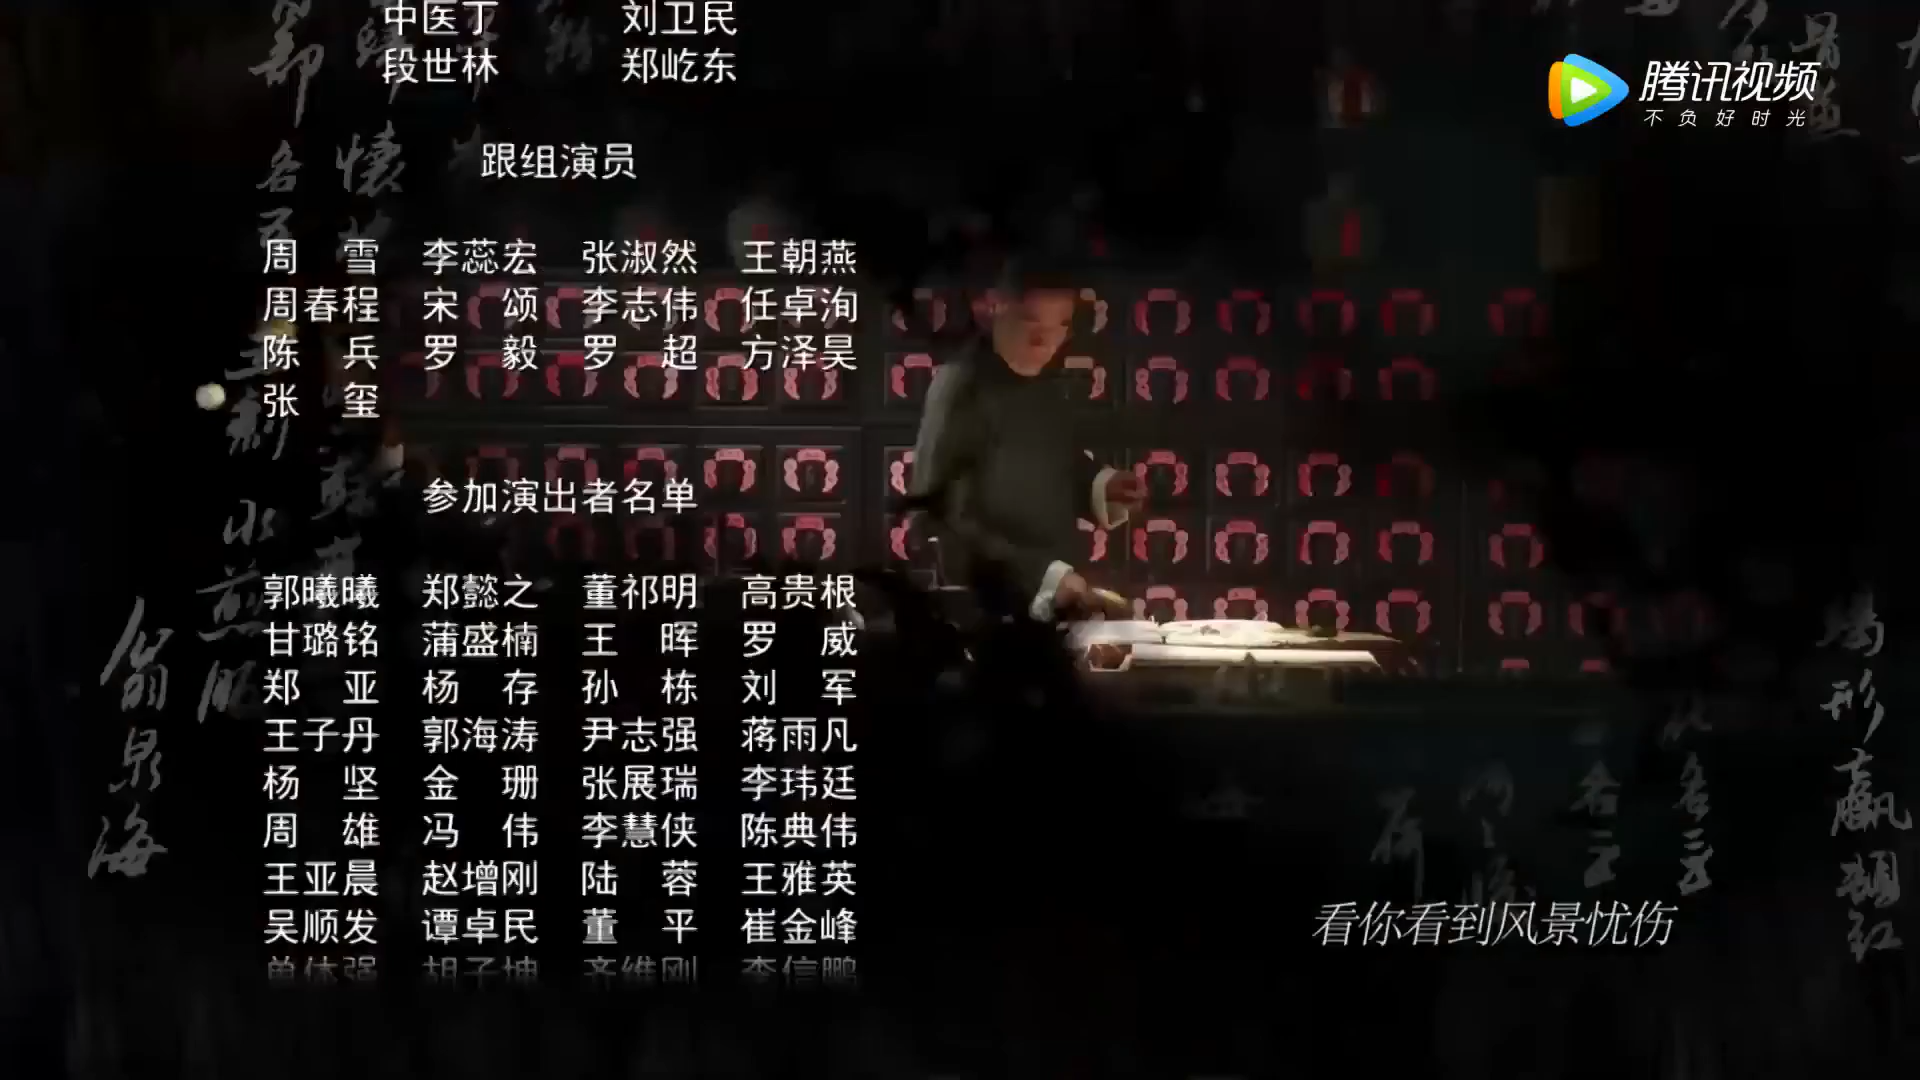 中医丁 刘卫民
段世林 郑屹东
腾讯视频
不负好时光
跟组演员
周雪 李蕊宏 张淑然 王朝燕
周春程 宋颂 李志伟 任卓洵
陈兵 罗毅 罗超 方泽昊
张玺
参加演出者名单
郭曦曦 郑懿之 董祁明 高贵根
甘璐铭 蒲盛楠 王晖 罗威
郑亚 杨存 孙栋 刘军
王子丹 郭海涛 尹志强 蒋雨凡
杨坚 金珊 张展瑞 李玮廷
周雄 冯伟 李慧侠 陈典伟
王亚晨 赵增刚 陆蓉 王雅英
吴顺发 谭卓民 董平 崔金峰
看你看到风景忧伤